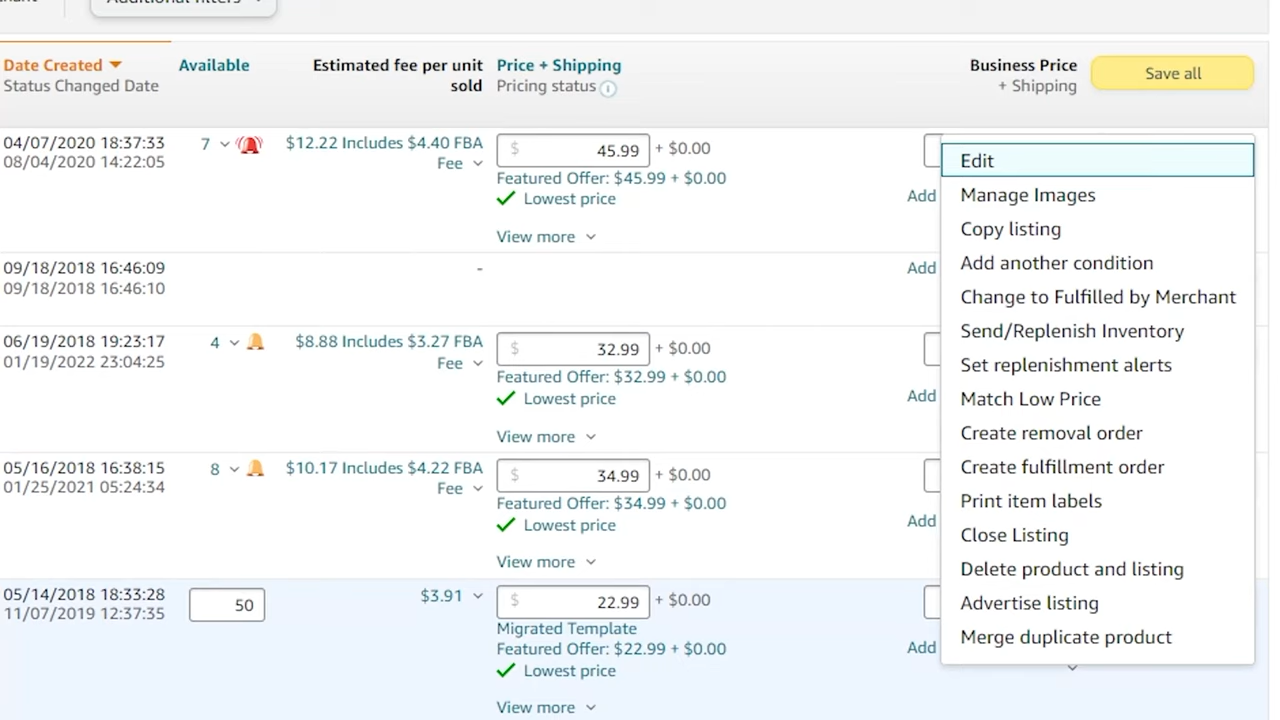 Additional filters
Date Created
Status Changed Date
Available
Estimated fee per unit
sold
Price + Shipping
Pricing status
Business Price
+ Shipping
Save all
04/07/2020 18:37:33
08/04/2020 14:22:05
7
$12.22 Includes $4.40 FBA
Fee
$ 45.99 + $0.00
Featured Offer: $45.99 + $0.00
Lowest price
View more
Add
09/18/2018 16:46:09
09/18/2018 16:46:10
-
Add
06/19/2018 19:23:17
01/19/2022 23:04:25
4
$8.88 Includes $3.27 FBA
Fee
$ 32.99 + $0.00
Featured Offer: $32.99 + $0.00
Lowest price
View more
Add
05/16/2018 16:38:15
01/25/2021 05:24:34
8
$10.17 Includes $4.22 FBA
Fee
$ 34.99 + $0.00
Featured Offer: $34.99 + $0.00
Lowest price
View more
Add
05/14/2018 18:33:28
11/07/2019 12:37:35
50
$3.91
$ 22.99 + $0.00
Migrated Template
Featured Offer: $22.99 + $0.00
Lowest price
View more
Add
Edit
Manage Images
Copy listing
Add another condition
Change to Fulfilled by Merchant
Send/Replenish Inventory
Set replenishment alerts
Match Low Price
Create removal order
Create fulfillment order
Print item labels
Close Listing
Delete product and listing
Advertise listing
Merge duplicate product